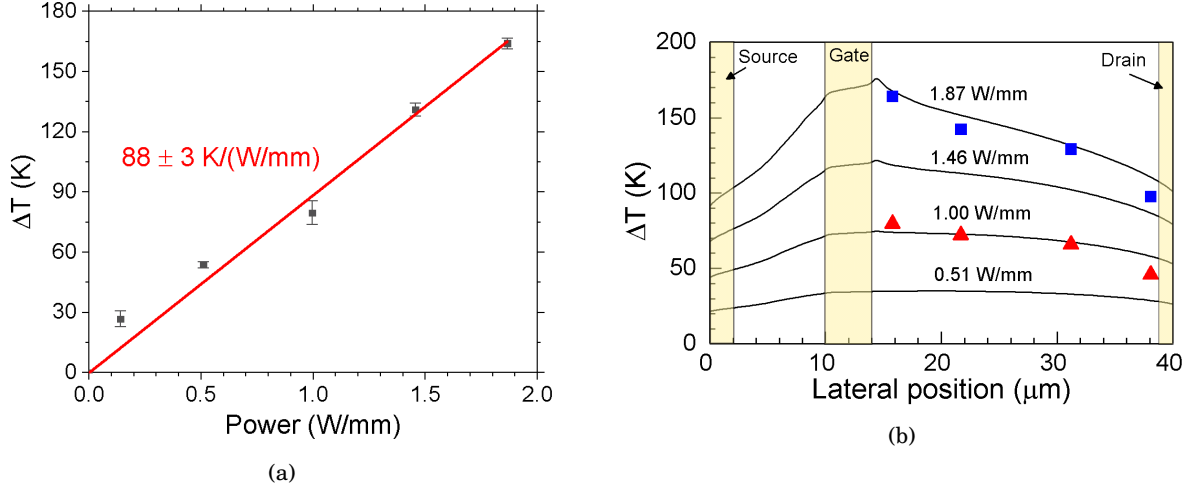 180
150
120
90
60
30
0
ΔT (K)
88 ± 3 K/(W/mm)
0.0 0.5 1.0 1.5 2.0
Power (W/mm)
(a)
200
150
100
50
0
ΔT (K)
Source
Gate
Drain
1.87 W/mm
1.46 W/mm
1.00 W/mm
0.51 W/mm
0 10 20 30 40
Lateral position (μm)
(b)